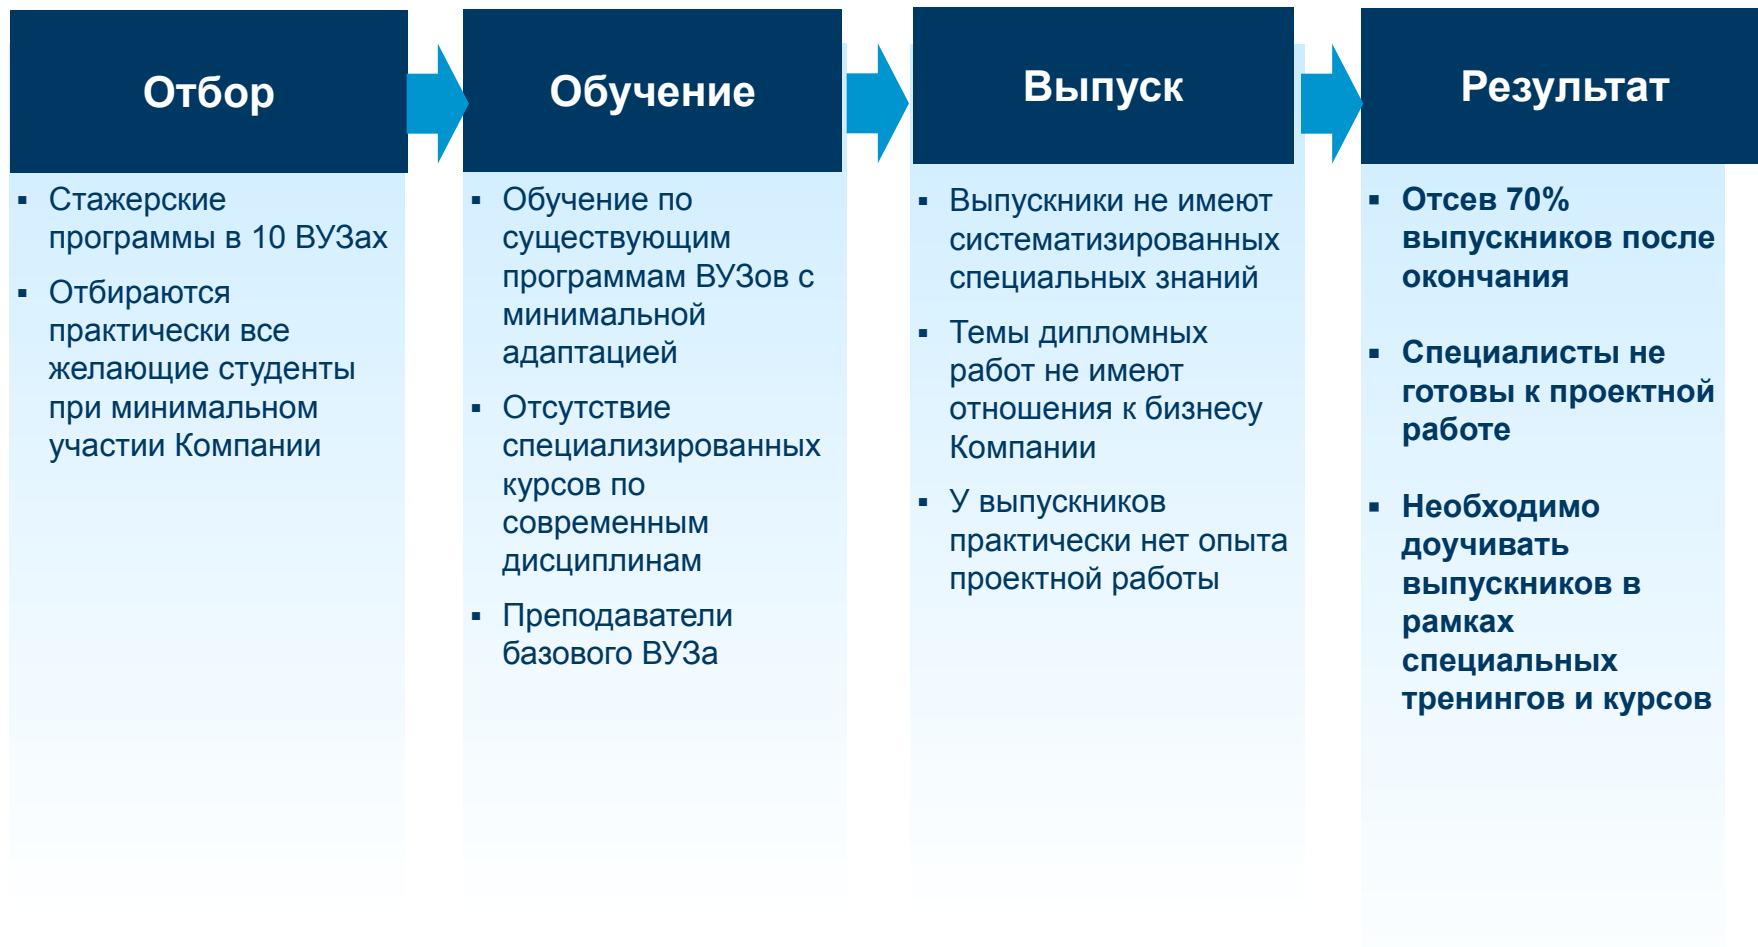 Отбор
▪ Стажерские
программы в 10 ВУЗах
▪ Отбираются
практически все
желающие студенты
при минимальном
участии Компании
Обучение
▪ Обучение по
существующим
программам ВУЗов с
минимальной
адаптацией
▪ Отсутствие
специализированных
курсов по
современным
дисциплинам
▪ Преподаватели
базового ВУЗа
Выпуск
▪ Выпускники не имеют
систематизированных
специальных знаний
▪ Темы дипломных
работ не имеют
отношения к бизнесу
Компании
▪ У выпускников
практически нет опыта
проектной работы
Результат
▪ Отсев 70%
выпускников после
окончания
▪ Специалисты не
готовы к проектной
работе
▪ Необходимо
доучивать
выпускников в
рамках
специальных
тренингов и курсов